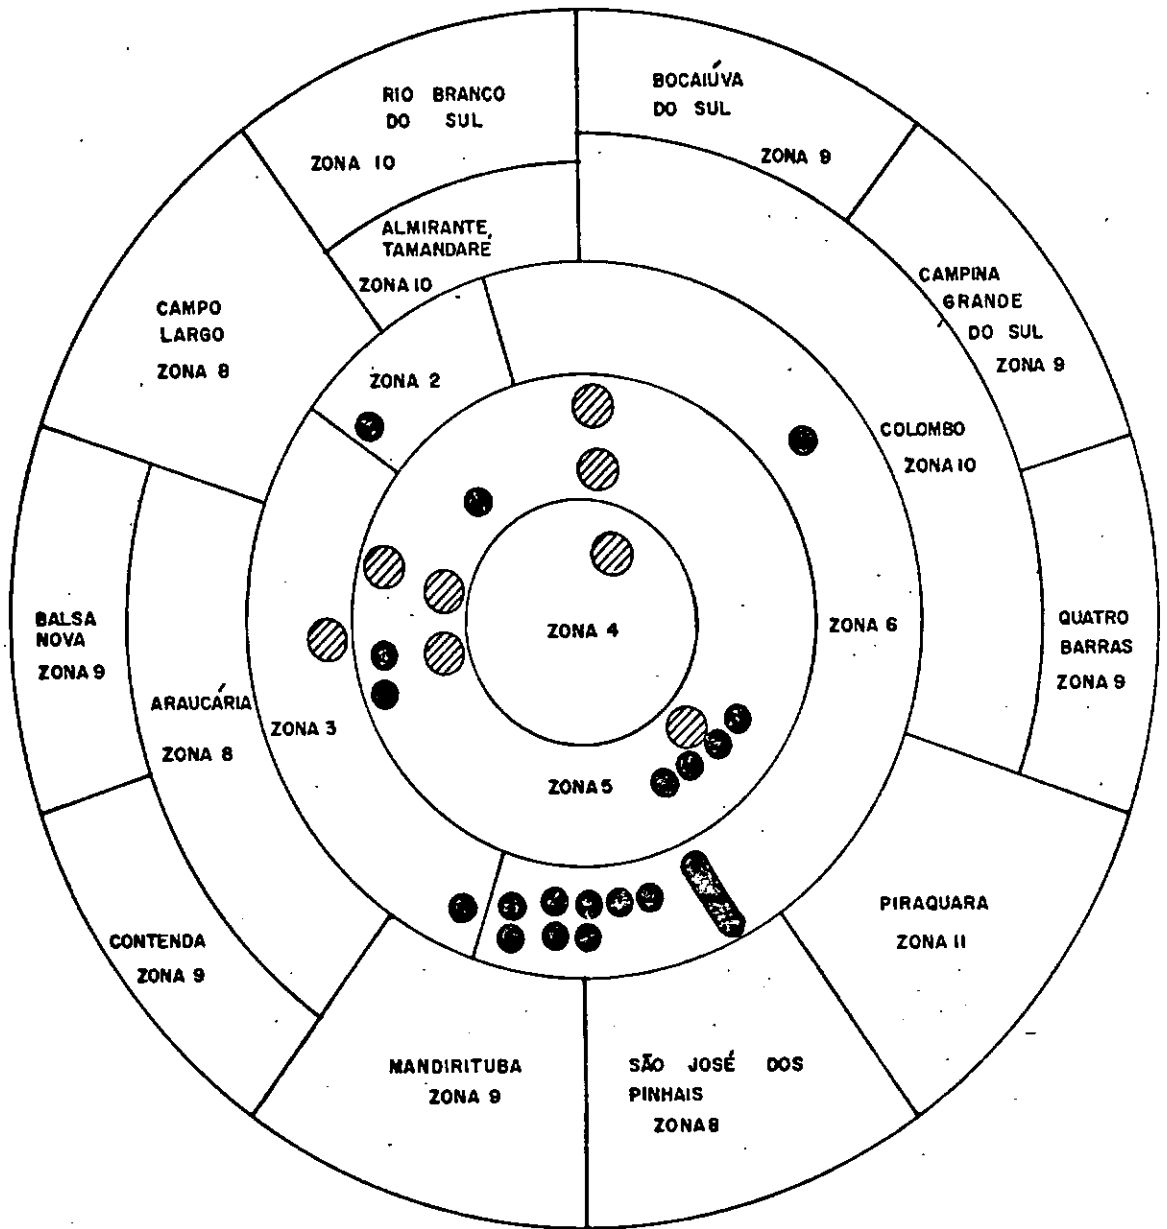 RIO BRANCO
DO SUL
ZONA 10
BOCAIÚVA
DO SUL
ZONA 9
ALMIRANTE
TAMANDARÉ
ZONA 10
CAMPINA
GRANDE
DO SUL
ZONA 9
CAMPO
LARGO
ZONA 8
ZONA 2
COLOMBO
ZONA 10
BALSA
NOVA
ZONA 9
ZONA 4
ZONA 6
QUATRO
BARRAS
ZONA 9
ARAUCÁRIA
ZONA 8
ZONA 3
ZONA 5
CONTENDA
ZONA 9
PIRAQUARA
ZONA 11
MANDIRITUBA
ZONA 9
SÃO JOSÉ DOS
PINHAIS
ZONA 8